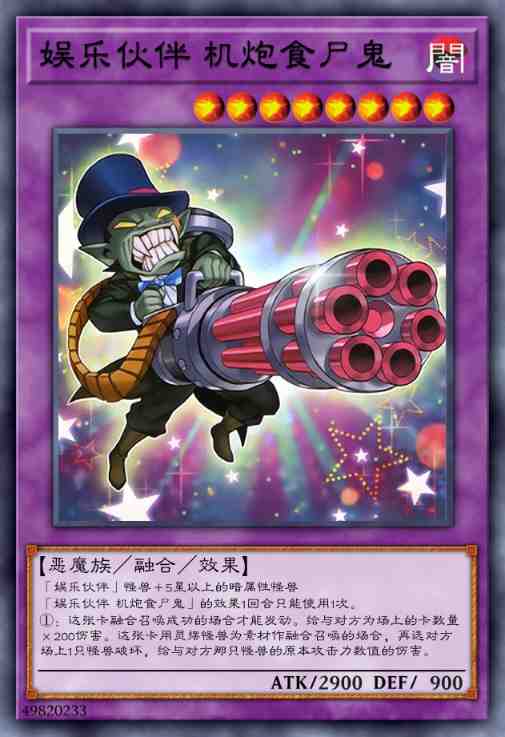 娱乐伙伴 机炮食尸鬼
闇
【恶魔族／融合／效果】
「娱乐伙伴」怪兽＋5星以上的暗属性怪兽
「娱乐伙伴 机炮食尸鬼」的效果1回合只能使用1次。
①：这张卡融合召唤成功的场合才能发动。给与对方为场上的卡数量
×200伤害。这张卡用灵摆怪兽为素材作融合召唤的场合，再选对方
场上1只怪兽破坏，给与对方那只怪兽的原本攻击力数值的伤害。
ATK/2900 DEF/ 900
49820233